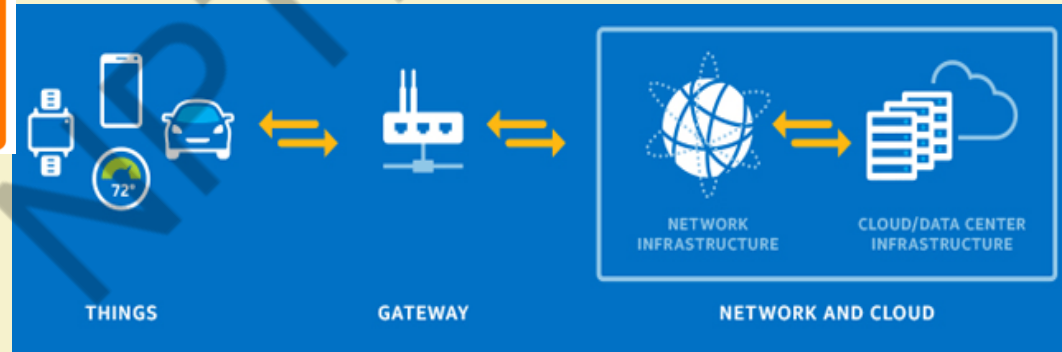 72°
NETWORK
INFRASTRUCTURE
CLOUD/DATA CENTER
INFRASTRUCTURE
THINGS
GATEWAY
NETWORK AND CLOUD